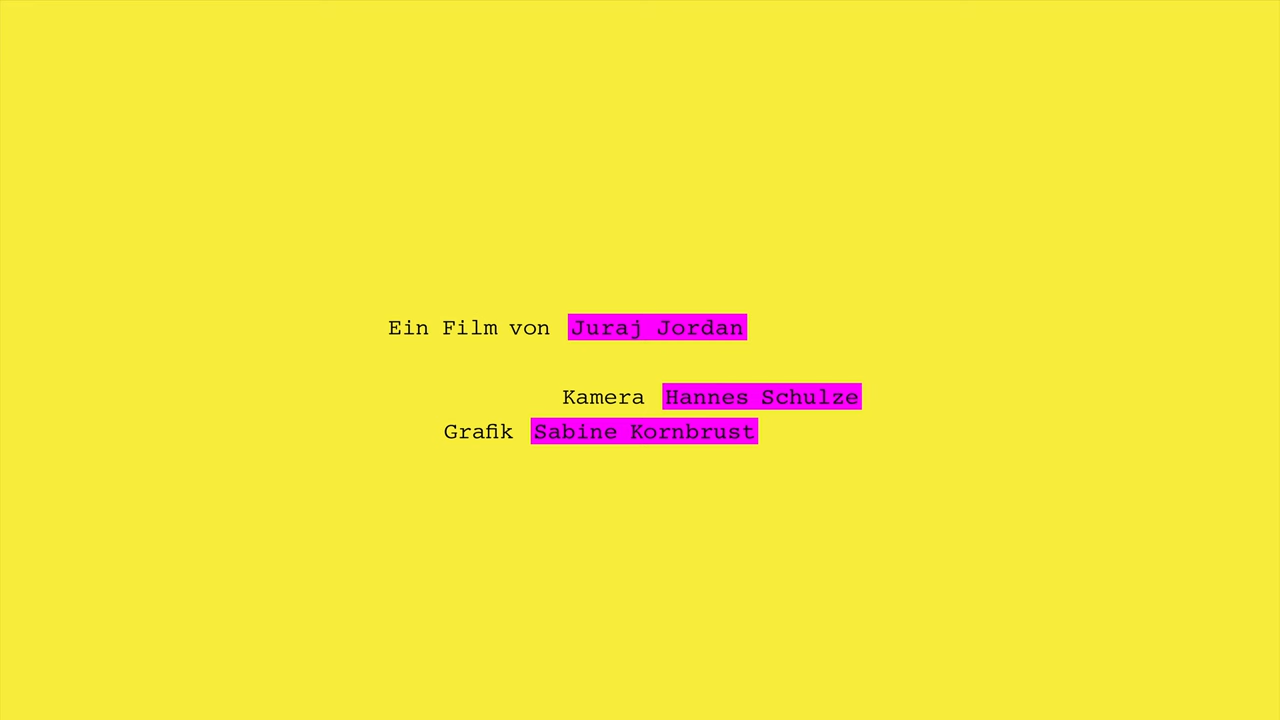 Ein Film von Juraj Jordan
Kamera Hannes Schulze
Grafik Sabine Kornbrust